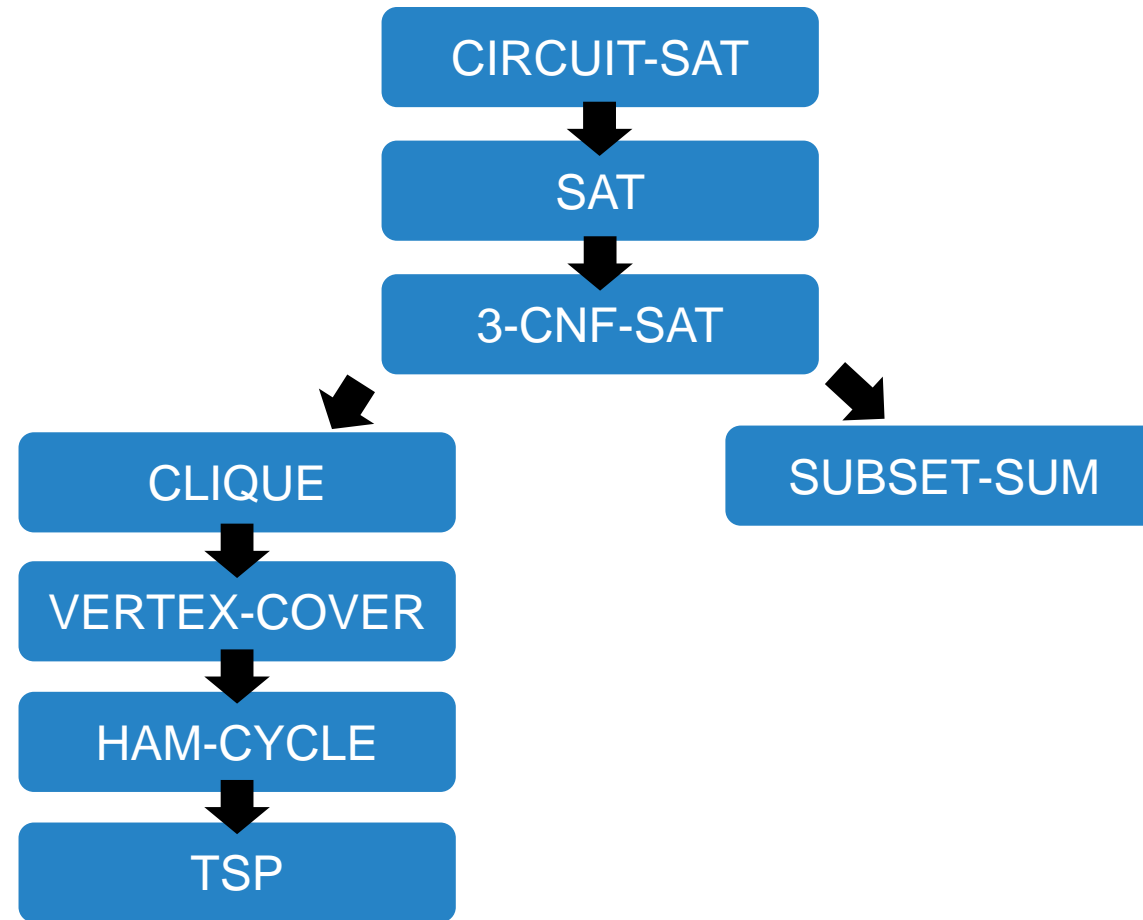 CIRCUIT-SAT
SAT
3-CNF-SAT
CLIQUE
SUBSET-SUM
VERTEX-COVER
HAM-CYCLE
TSP